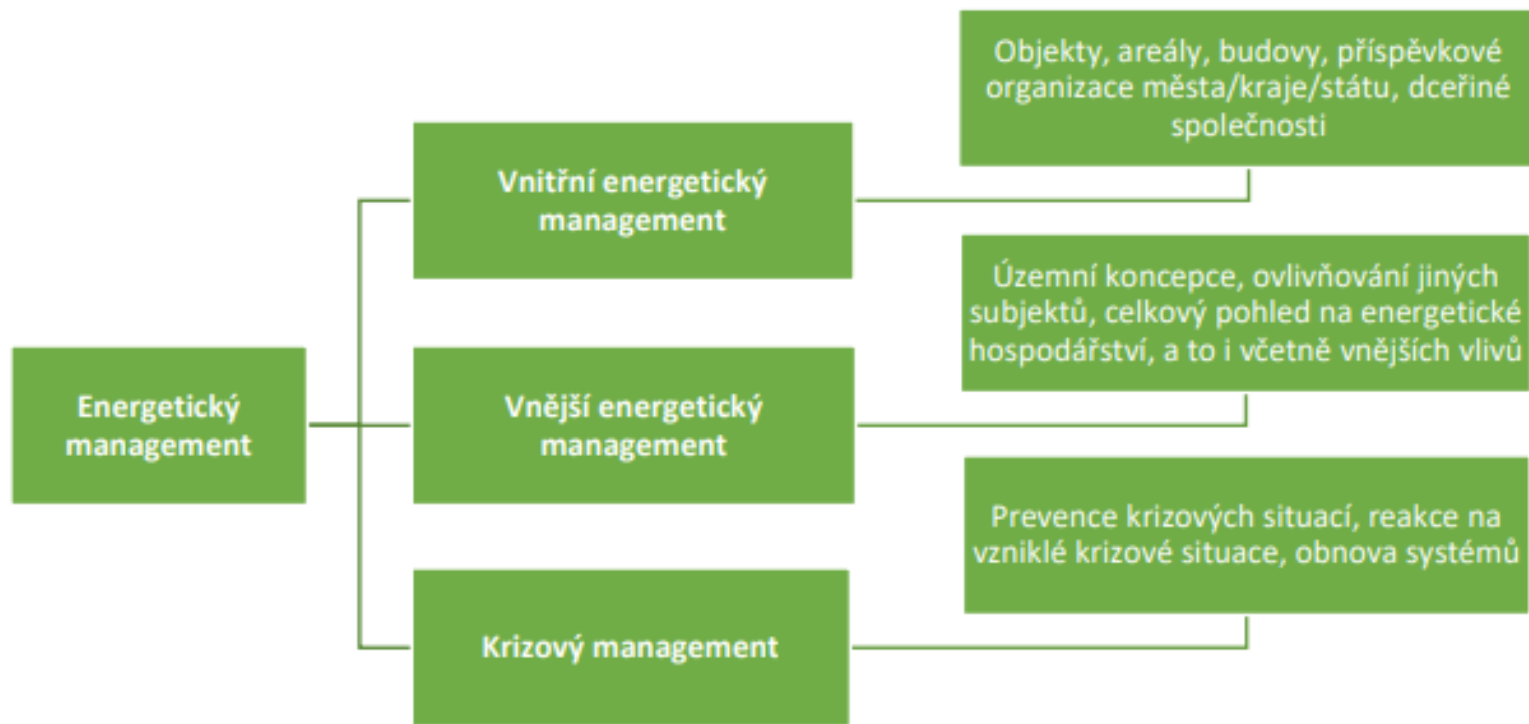 Objekty, areály, budovy, příspěvkové
organizace města/kraje/státu, dceřiné
společnosti
Vnitřní energetický
management
Územní koncepce, ovlivňování jiných
subjektů, celkový pohled na energetické
hospodářství, a to i včetně vnějších vlivů
Energetický
management
Vnější energetický
management
Prevence krizových situací, reakce na
vzniklé krizové situace, obnova systémů
Krizový management